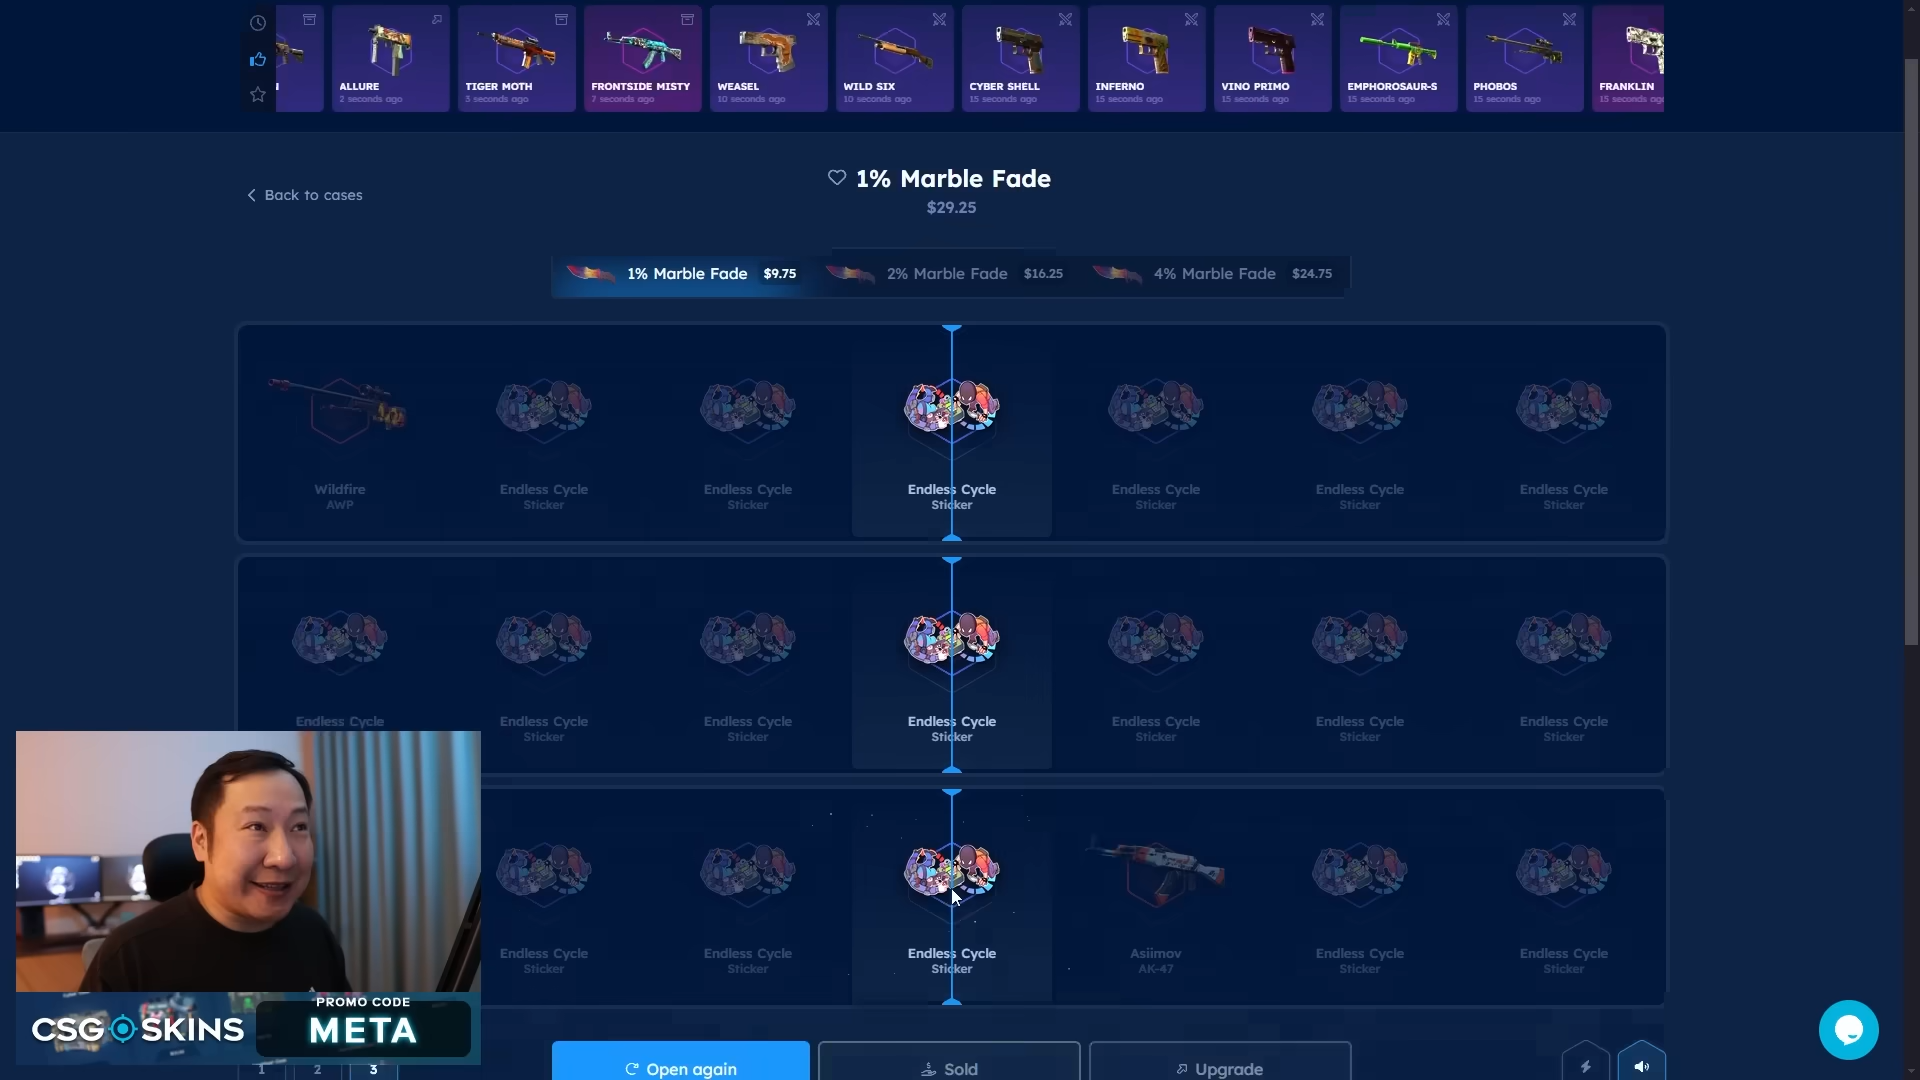 ALLURE
2 seconds ago
TIGER MOTH
3 seconds ago
FRONTSIDE MISTY
7 seconds ago
WEASEL
10 seconds ago
WILD SIX
10 seconds ago
CYBER SHELL
15 seconds ago
INFERNO
15 seconds ago
VINO PRIMO
15 seconds ago
EMPHOROSAUR-S
15 seconds ago
PHOBOS
15 seconds ago
FRANKLIN
15 seconds ago
Back to cases
1% Marble Fade
$29.25
1% Marble Fade $9.75
2% Marble Fade $16.25
4% Marble Fade $24.75
Wildfire
AWP
Endless Cycle
Sticker
Endless Cycle
Sticker
Endless Cycle
Sticker
Endless Cycle
Sticker
Endless Cycle
Sticker
Endless Cycle
Sticker
Endless Cycle
Endless Cycle
Sticker
Endless Cycle
Sticker
Endless Cycle
Sticker
Endless Cycle
Sticker
Endless Cycle
Sticker
Endless Cycle
Sticker
Endless Cycle
Sticker
Endless Cycle
Sticker
Endless Cycle
Sticker
Asiimov
AK-47
Endless Cycle
Sticker
Endless Cycle
Sticker
CSGOSKINS
PROMO CODE
META
1 2 3
Open again
Sold
Upgrade